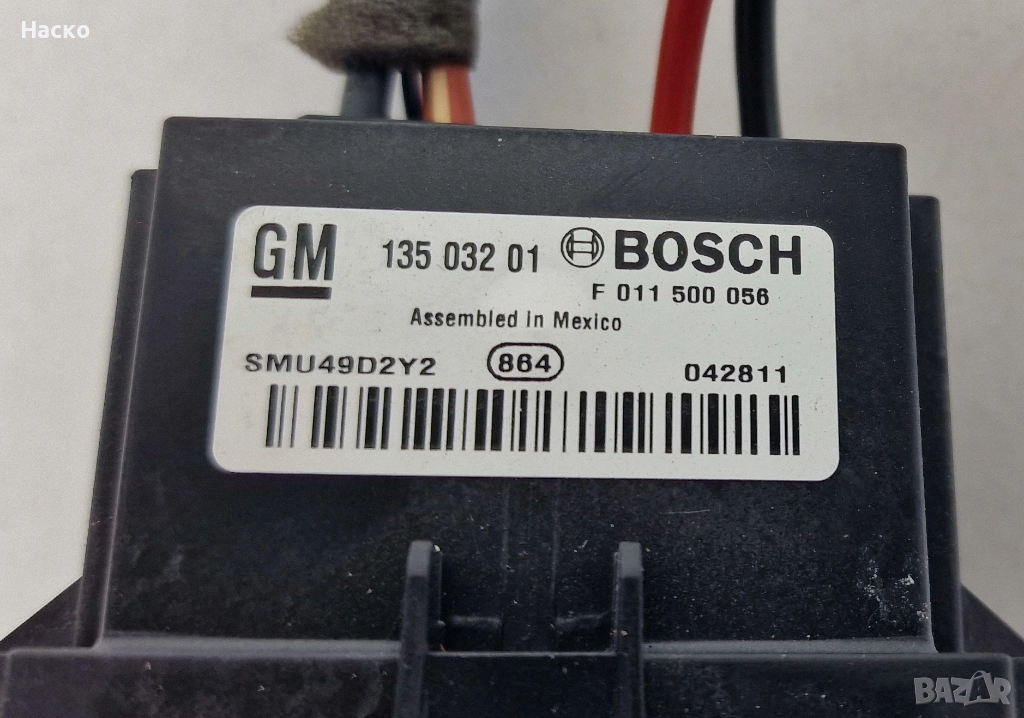 Наско
GM 135 032 01 BOSCH
F 011 500 056
Assembled in Mexico
SMU49D2Y2 864 042811
BAZAR